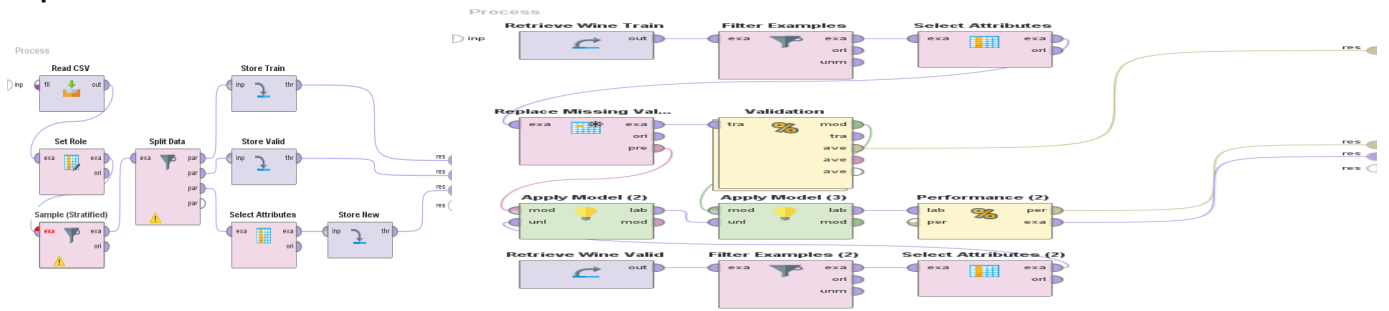 Process
Read CSV
Store Train
inp
fil
out
inp
thr
Set Role
Split Data
Store Valid
exa
exa
ori
exa
par
par
par
par
inp
thr
res
res
res
res
Sample (Stratified)
Select Attributes
Store New
exa
exa
ori
exa
exa
ori
inp
thr
Process
Retrieve Wine Train
Filter Examples
Select Attributes
inp
out
exa
exa
ori
unm
exa
exa
ori
res
Replace Missing Val...
Validation
exa
exa
ori
pre
tra
mod
tra
ave
ave
ave
res
res
res
Apply Model (2)
Apply Model (3)
Performance (2)
mod
unl
lab
mod
mod
unl
lab
mod
lab
per
per
exa
Retrieve Wine Valid
Filter Examples (2)
Select Attributes (2)
out
exa
exa
ori
unm
exa
exa
ori